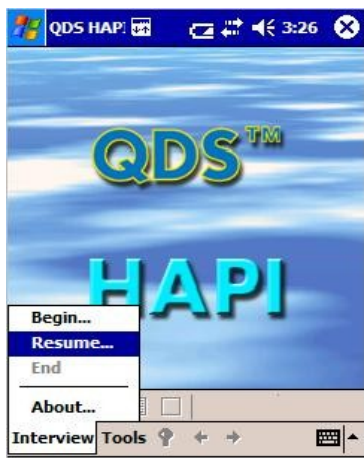 QDS HAPI 3:26
QDS™
HAPI
Begin...
Resume...
End
About...
Interview Tools